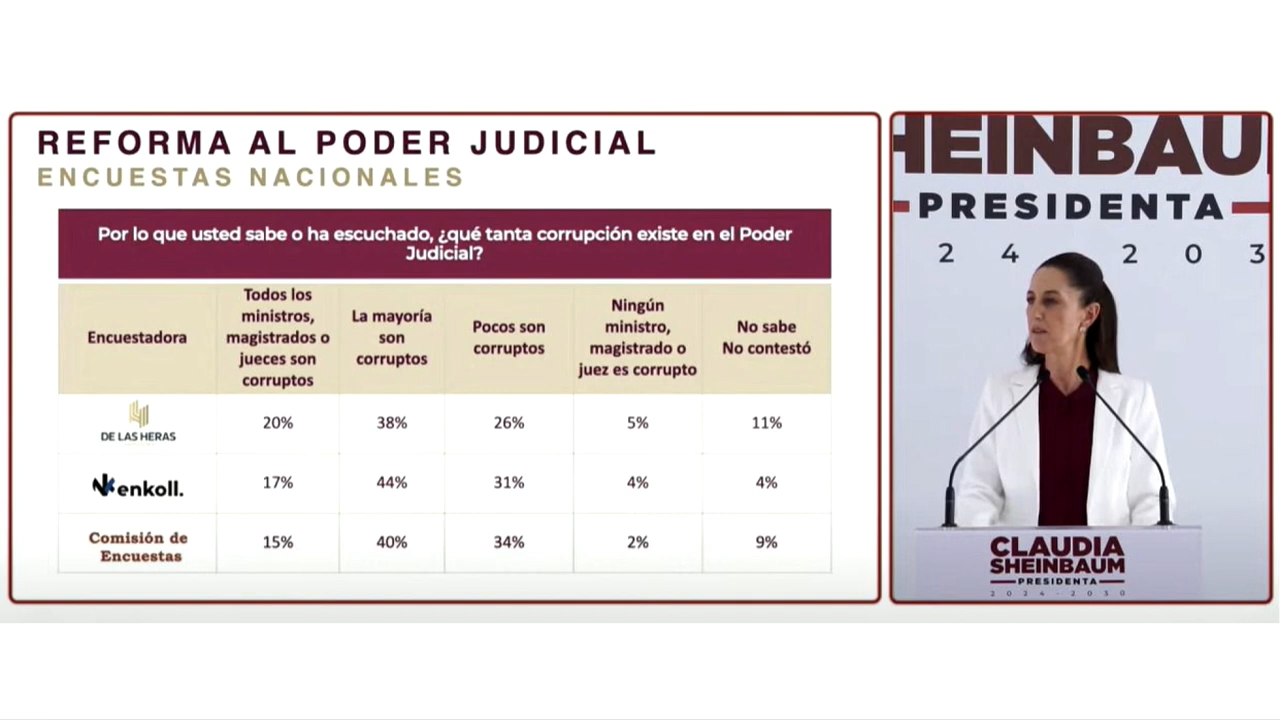 REFORMA AL PODER JUDICIAL
ENCUESTAS NACIONALES
Por lo que usted sabe o ha escuchado, ¿qué tanta corrupción existe en el Poder
Judicial?
Encuestadora
Todos los
ministros,
magistrados o
jueces son
corruptos
La mayoría
son
corruptos
Pocos son
corruptos
Ningún
ministro,
magistrado o
juez es corrupto
No sabe
No contestó
DE LAS HERAS
20%
38%
26%
5%
11%
enkoll.
17%
44%
31%
4%
4%
Comisión de
Encuestas
15%
40%
34%
2%
9%
HEINBAU
PRESIDENTA
2 4 2 0 3
CLAUDIA
SHEINBAUM
PRESIDENTA
2024-2030